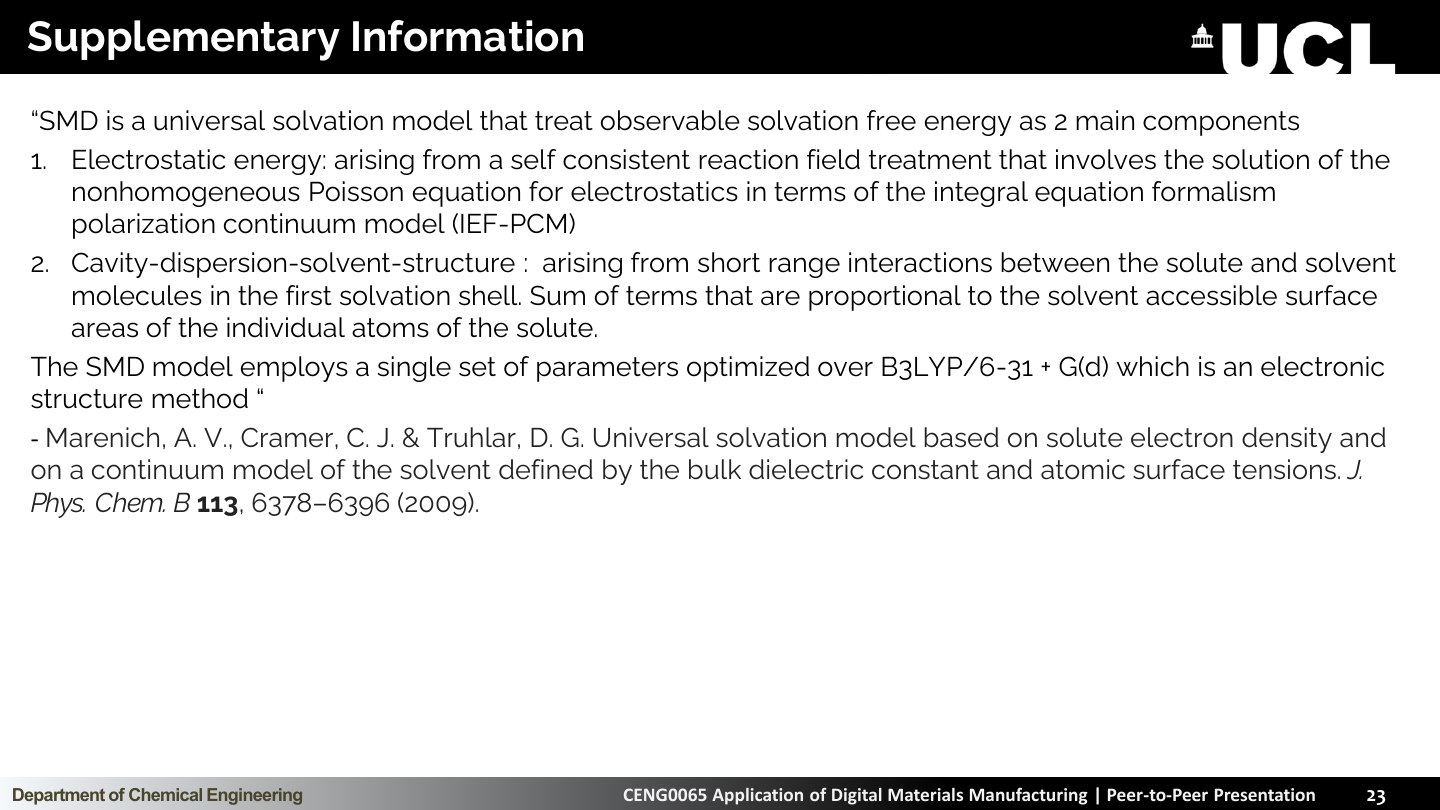 Supplementary Information
UCL
“SMD is a universal solvation model that treat observable solvation free energy as 2 main components
1. Electrostatic energy: arising from a self consistent reaction field treatment that involves the solution of the
nonhomogeneous Poisson equation for electrostatics in terms of the integral equation formalism
polarization continuum model (IEF-PCM)
2. Cavity-dispersion-solvent-structure :  arising from short range interactions between the solute and solvent
molecules in the first solvation shell. Sum of terms that are proportional to the solvent accessible surface
areas of the individual atoms of the solute.
The SMD model employs a single set of parameters optimized over B3LYP/6-31 + G(d) which is an electronic
structure method “
- Marenich, A. V., Cramer, C. J. & Truhlar, D. G. Universal solvation model based on solute electron density and
on a continuum model of the solvent defined by the bulk dielectric constant and atomic surface tensions. J.
Phys. Chem. B 113, 6378–6396 (2009).
Department of Chemical Engineering
CENG0065 Application of Digital Materials Manufacturing | Peer-to-Peer Presentation
23